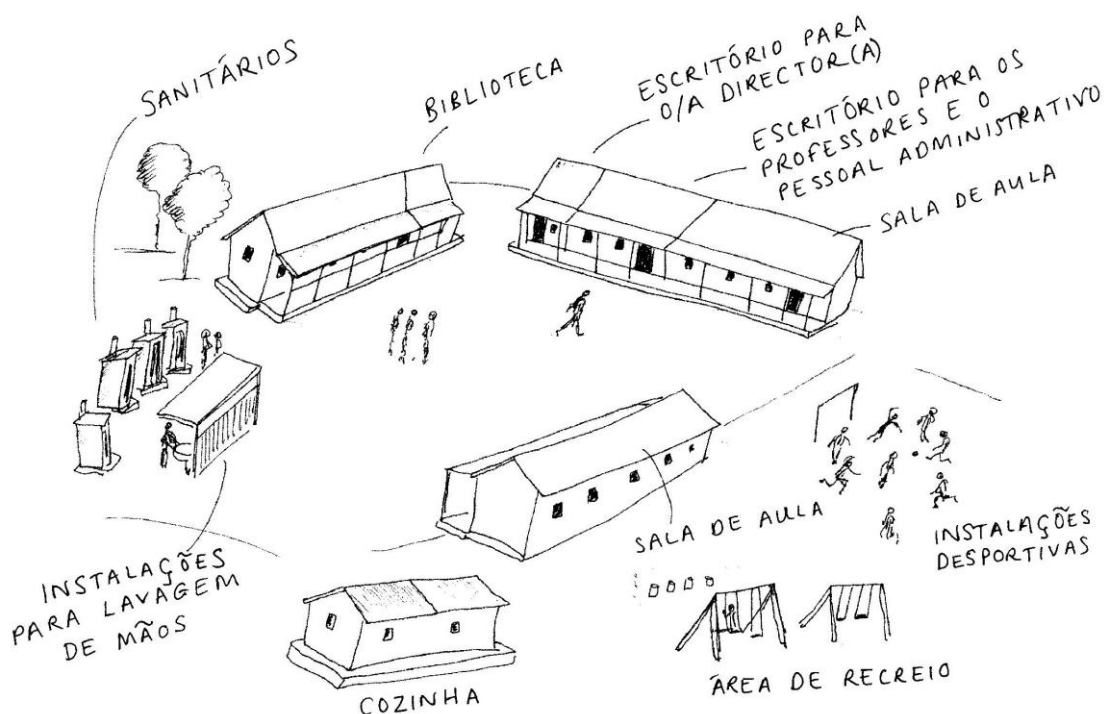 SANITÁRIOS
BIBLIOTECA
ESCRITÓRIO PARA
O/A DIRECTOR(A)
ESCRITÓRIO PARA OS
PROFESSORES E O
PESSOAL ADMINISTRATIVO
SALA DE AULA
SALA DE AULA
INSTALAÇÕES
DESPORTIVAS
INSTALAÇÕES
PARA LAVAGEM
DE MÃOS
COZINHA
ÁREA DE RECREIO